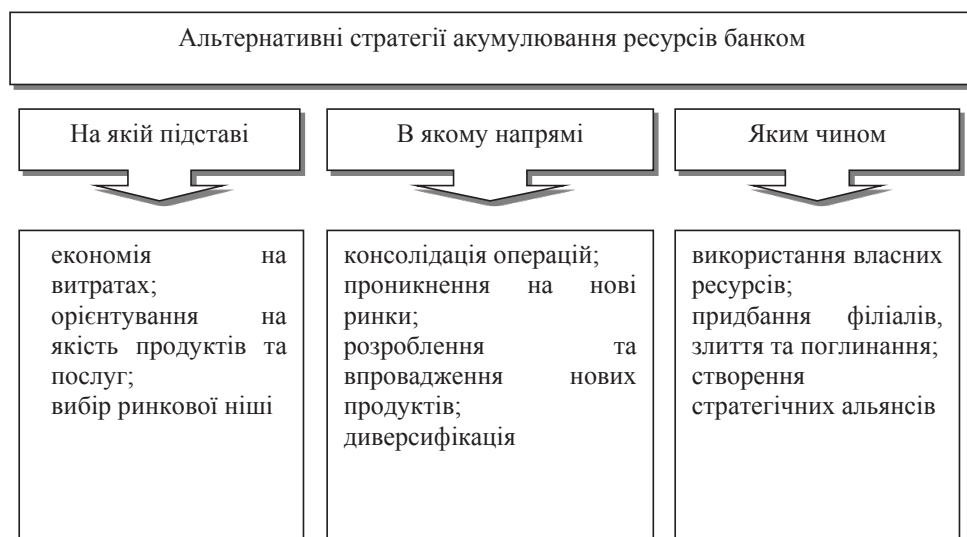 Альтернативні стратегії акумулювання ресурсів банком
На якій підставі
економія на
витратах;
орієнтування на
якість продуктів та
послуг;
вибір ринкової ніші
В якому напрямі
консолідація операцій;
проникнення на нові
ринки;
розроблення та
впровадження нових
продуктів;
диверсифікація
Яким чином
використання власних
ресурсів;
придбання філіалів,
злиття та поглинання;
створення
стратегічних альянсів